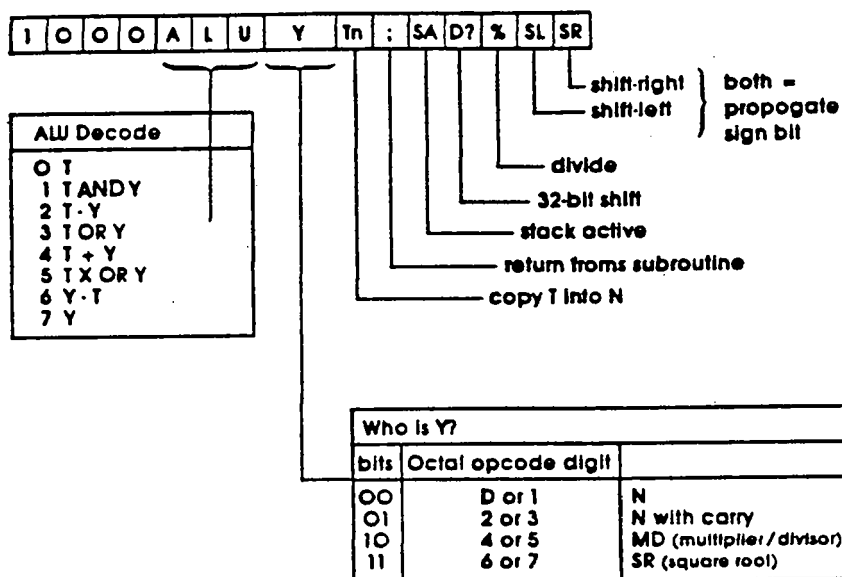 1 0 0 0 A L U Y Tn ; SA D? % SL SR
shift-right
shift-left
both =
propogate
sign bit
divide
32-bit shift
stack active
return froms subroutine
copy T into N
ALU Decode
0 T
1 T AND Y
2 T - Y
3 T OR Y
4 T + Y
5 T X OR Y
6 Y - T
7 Y
Who is Y?
bits Octal opcode digit
00 D or 1 N
01 2 or 3 N with carry
10 4 or 5 MD (multiplier/divisor)
11 6 or 7 SR (square root)